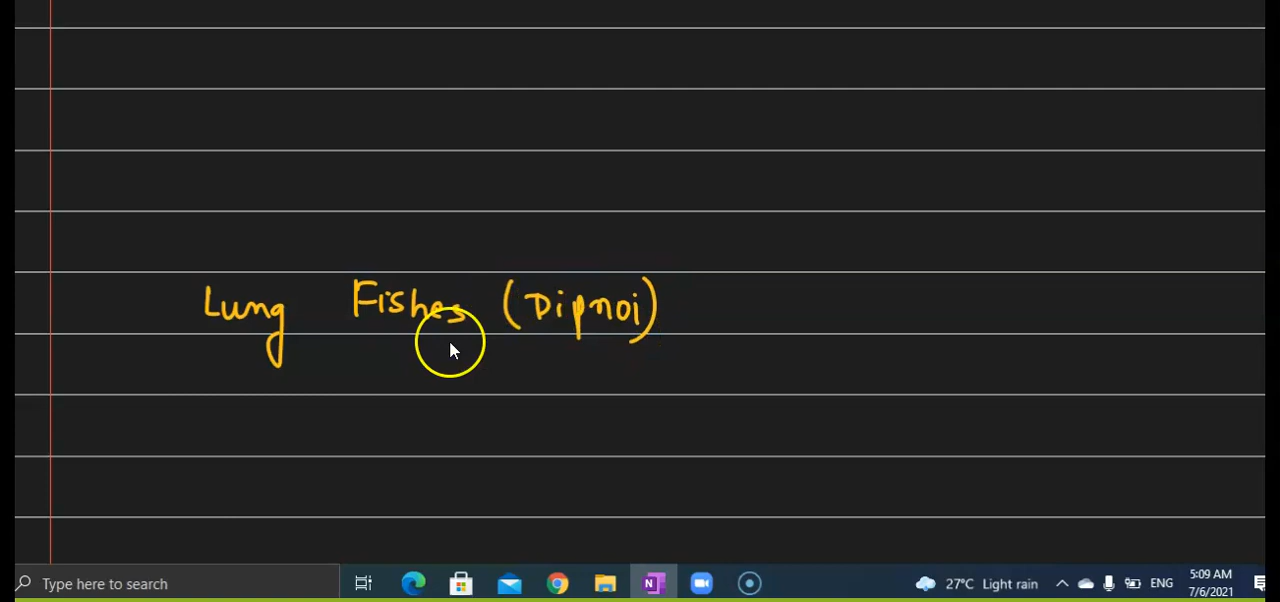 Lung Fishes (Dipnoi)
Type here to search
27°C Light rain
ENG
5:09 AM
7/6/2021